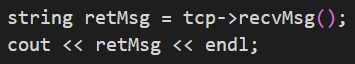 string retMsg = tcp->recvMsg();
cout << retMsg << endl;